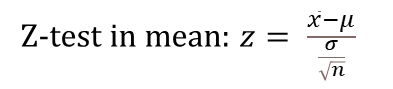 Z-test in mean: z = (ẋ−μ)/(σ/√n)